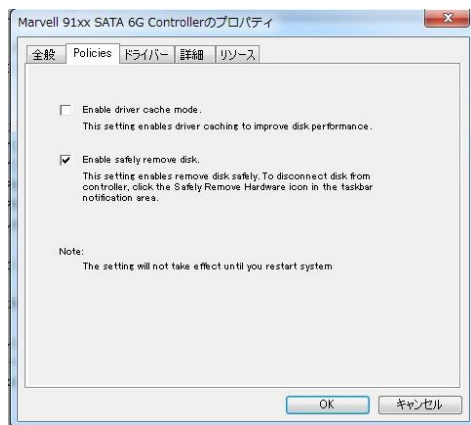 Marvell 91xx SATA 6G Controllerのプロパティ
全般 Policies ドライバー 詳細 リソース
Enable driver cache mode.
This setting enables driver caching to improve disk performance.
Enable safely remove disk.
This setting enables remove disk safely. To disconnect disk from
controller, click the Safely Remove Hardware icon in the taskbar
notification area.
Note:
The setting will not take effect until you restart system
OK キャンセル